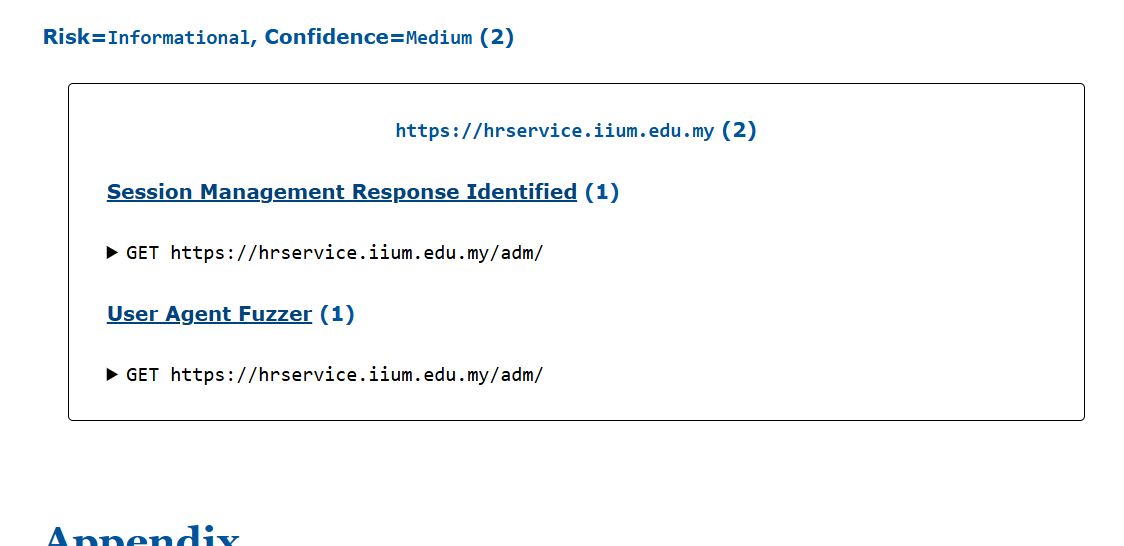 Risk=Informational, Confidence=Medium (2)
https://hrservice.iium.edu.my (2)
Session Management Response Identified (1)
GET https://hrservice.iium.edu.my/adm/
User Agent Fuzzer (1)
GET https://hrservice.iium.edu.my/adm/
Appendix